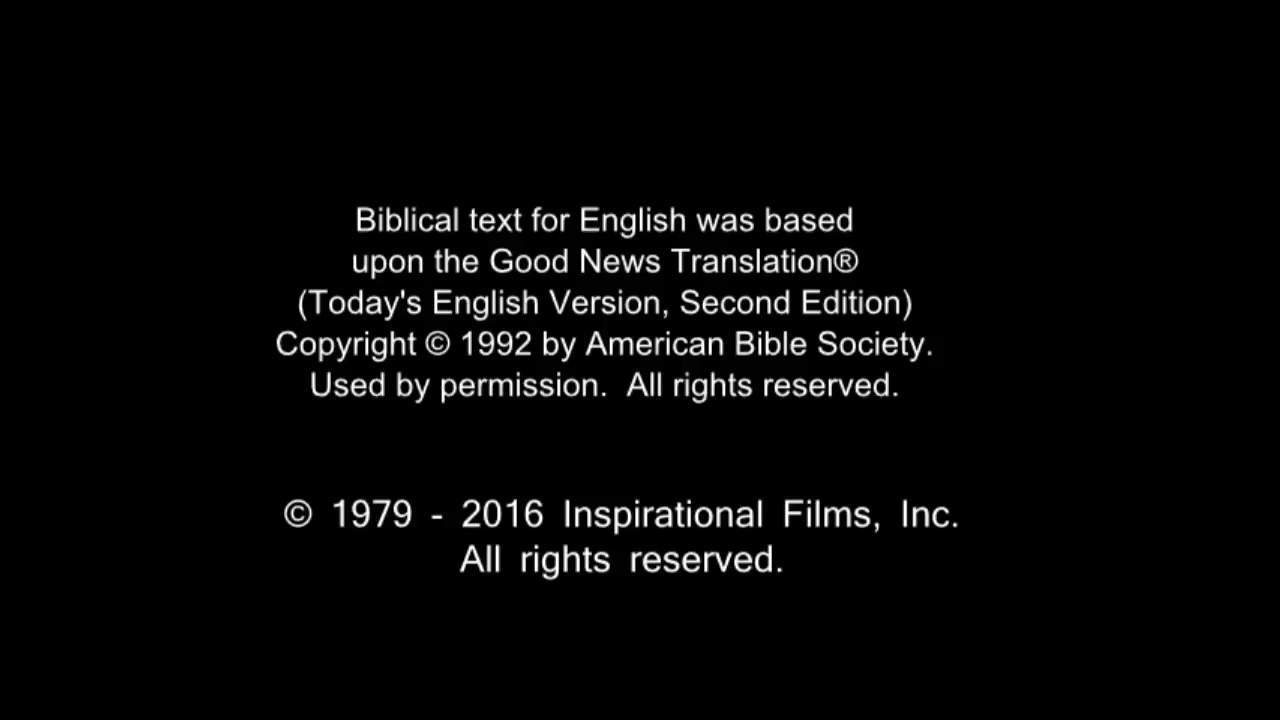 Biblical text for English was based
upon the Good News Translation®
(Today's English Version, Second Edition)
Copyright © 1992 by American Bible Society.
Used by permission.  All rights reserved.
© 1979 - 2016 Inspirational Films, Inc.
All rights reserved.